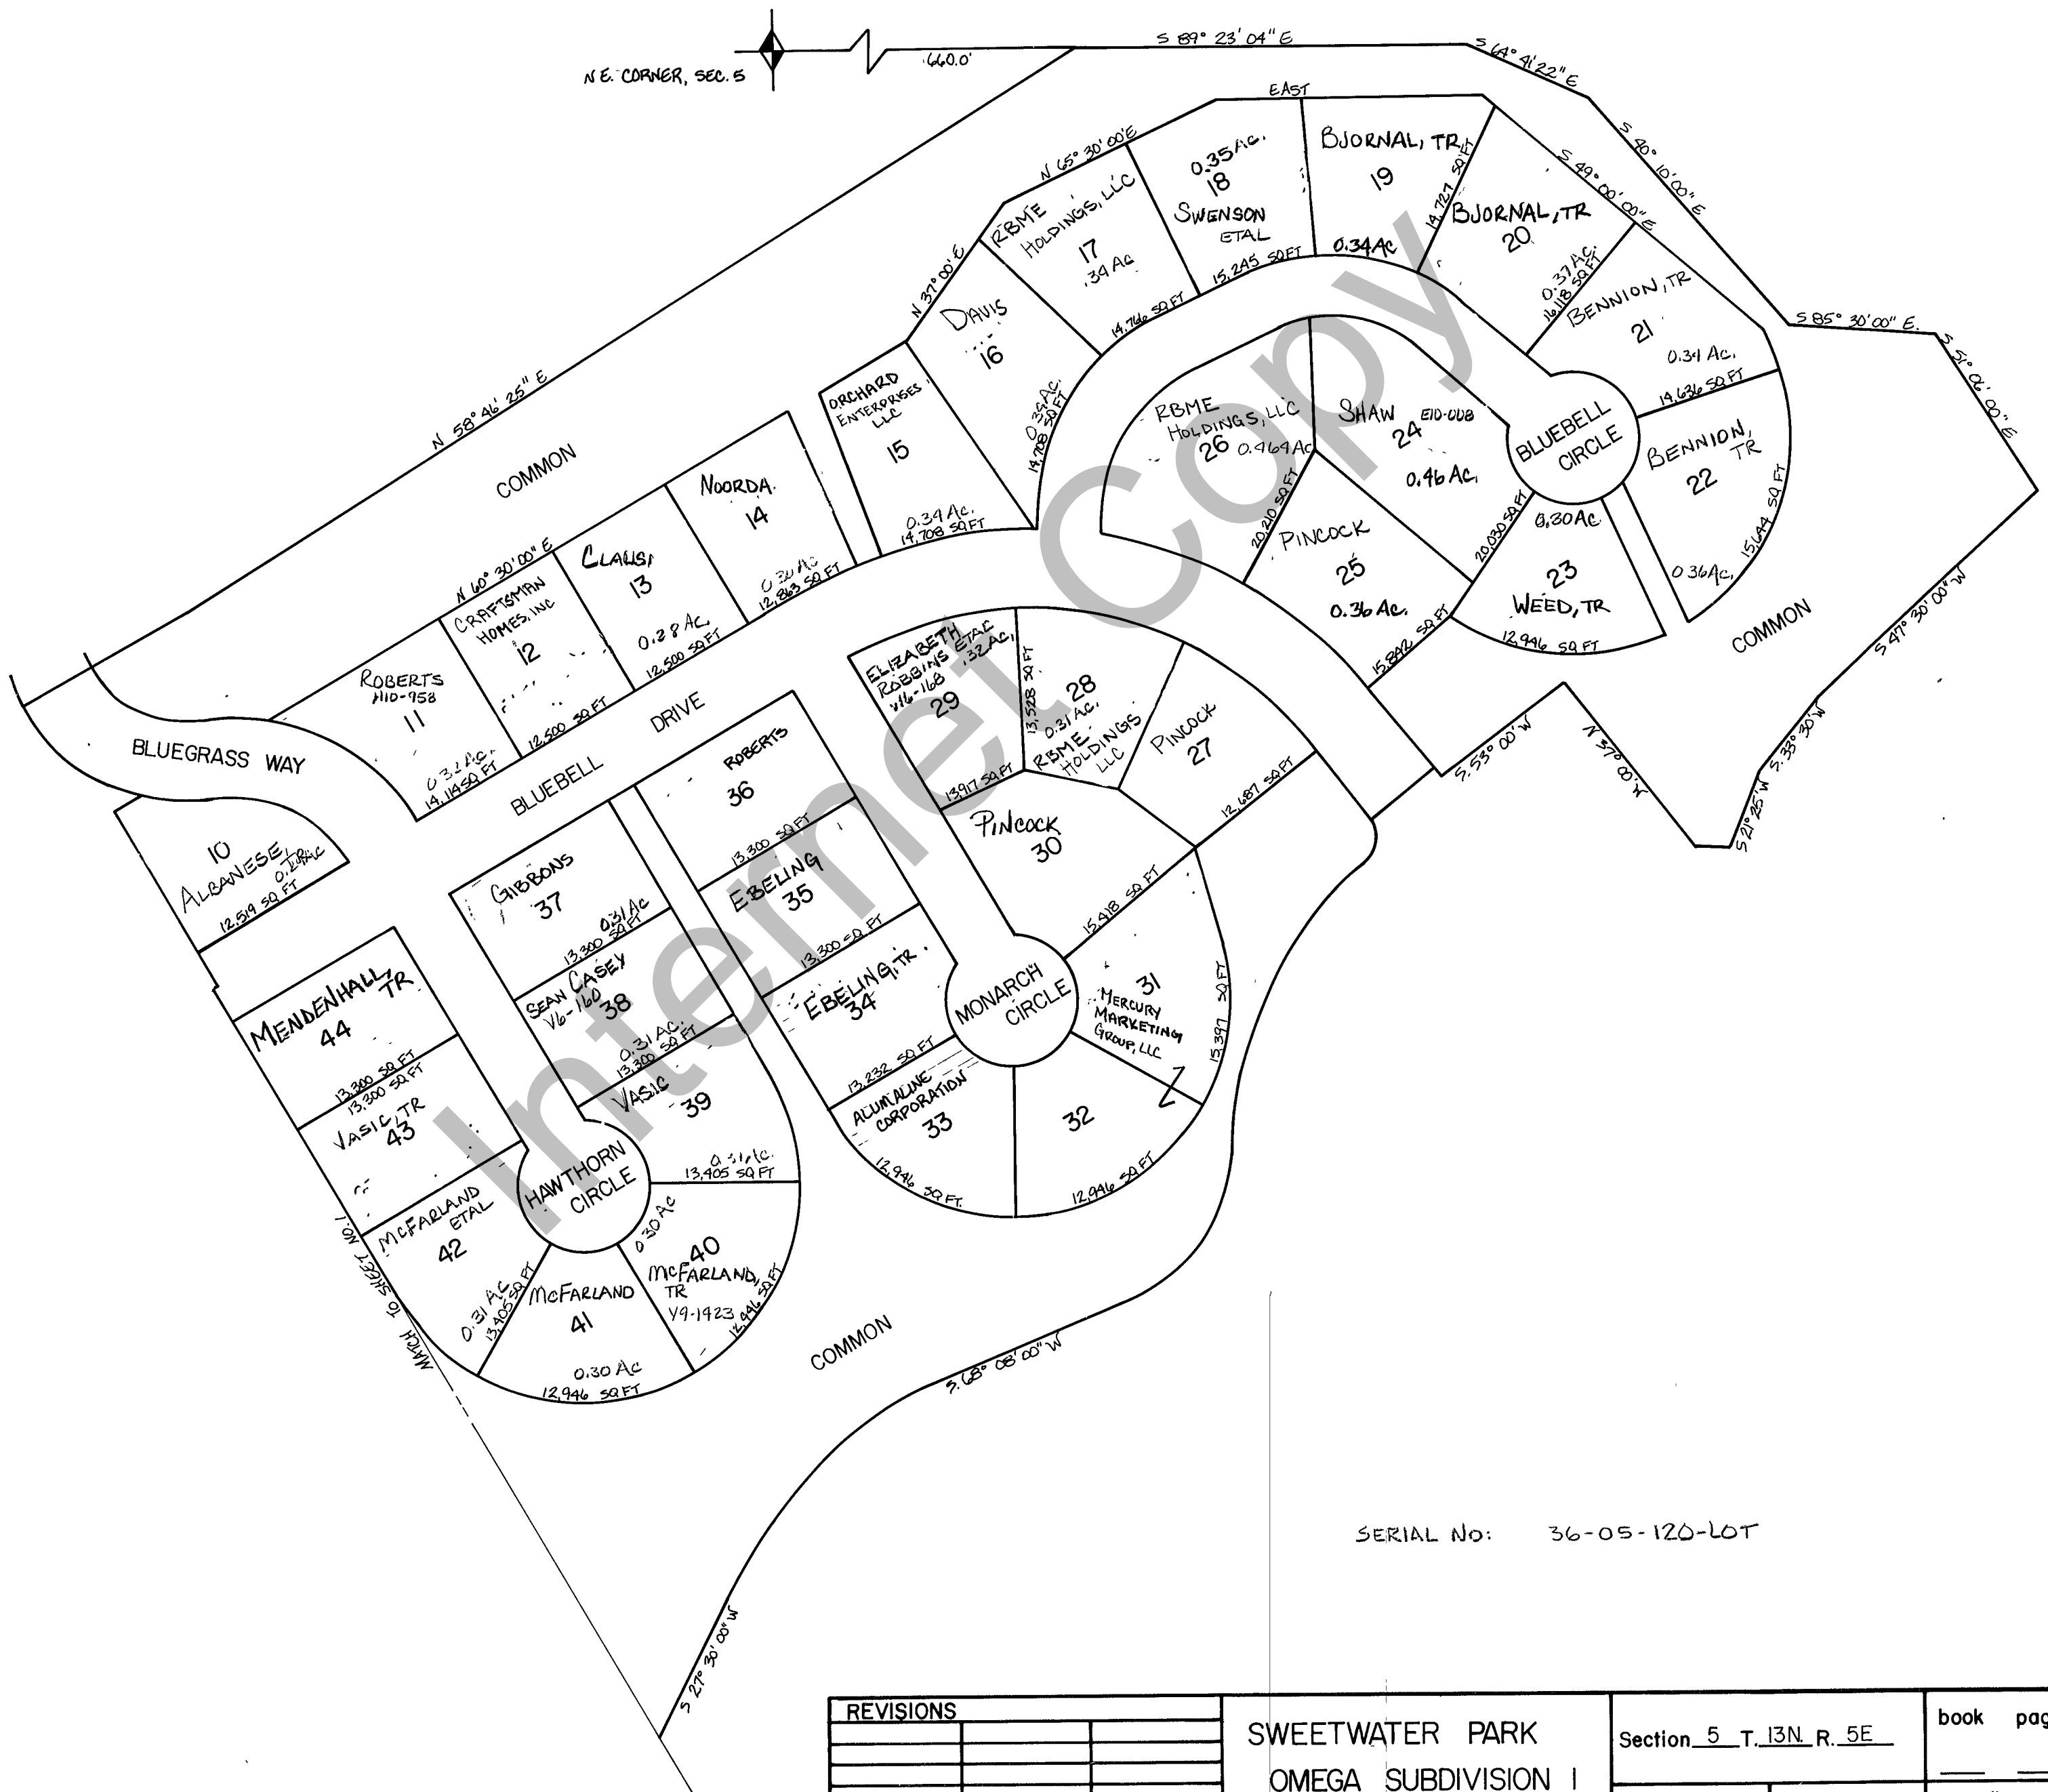 N.E. CORNER, SEC. 5
660.0'
S 89° 23' 04" E
S 64° 41' 22" E
S 40° 10' 00" E
S 85° 30' 00" E.
S 51° 06' 00" E
S 47° 30' 00" W
S. 33° 30' W
S 21° 25' W
N 37° 00' W
S. 53° 00' W
N 58° 46' 25" E
COMMON
N 60° 30' 00" E
N 37° 00' E
N 65° 30' 00" E
EAST
S 49° 00' 00" E
BLUEGRASS WAY
BLUEBELL DRIVE
10
ALBANESE,
12,519 SQ FT
ROBERTS
H10-958
11
14,114 SQ FT
CRAFTSMAN
HOMES, INC
12
12,500 SQ FT
CLAUSI
13
0.28 AC,
12,500 SQ FT
NOORDA
14
0.30 AC
12,863 SQ FT
ORCHARD
ENTERPRISES,
LLC
15
0.34 AC.
14,708 SQ FT
DAVIS
16
0.34 AC.
14,708 SQ FT
RBME
HOLDINGS, LLC
17
.34 AC
14,766 SQ FT
0.35 AC.
18
SWENSON
ETAL
15,245 SQ FT
BJORNAL, TR
19
0.34 AC
14,727 SQ FT
BJORNAL, TR
20
0.37 AC.
16,118 SQ FT
BENNION, TR
21
0.34 AC.
14,636 SQ FT
BENNION,
TR
22
15,644 SQ FT
0.36 AC,
0.30 AC.
23
WEED, TR
12,946 SQ FT
BLUEBELL
CIRCLE
SHAW E10-008
24
0.46 AC.
20,030 SQ FT
PINCOCK
25
0.36 AC.
15,842 SQ FT
RBME
HOLDINGS, LLC
26 0.464 AC
20,210 SQ FT
COMMON
PINCOCK
27
12,687 SQ FT
28
0.31 AC.
RBME
HOLDINGS
LLC
13,528 SQ FT
ELIZABETH
ROBBINS ETAL
V16-168 .32 AC,
29
13,917 SQ FT
PINCOCK
30
15,418 SQ FT
31
MERCURY
MARKETING
GROUP, LLC
15,397 SQ FT
32
12,946 SQ FT
ALUMALINE
CORPORATION
33
12,946 SQ FT.
MONARCH
CIRCLE
EBELING, TR.
34
13,232 SQ FT
EBELING
35
13,300 SQ FT
ROBERTS
36
13,300 SQ FT
GIBBONS
37
0.31 AC
13,300 SQ FT
SEAN CASEY
V6-160
38
0.31 AC.
13,300 SQ FT
VASIC
39
0.31 AC.
13,405 SQ FT
0.30 AC
40
MCFARLAND,
TR
Y9-1423
12,946 SQ FT
MCFARLAND
41
0.30 AC
12,946 SQ FT
MCFARLAND
ETAL
42
0.31 AC
13,405 SQ FT
HAWTHORN
CIRCLE
VASIC, TR
43
13,300 SQ FT
MENDENHALL,
TR
44
13,300 SQ FT
MATCH TO SHEET NO. 1
COMMON
S. 68° 08' 00" W
S 27° 30' 00" W
Internet Copy
SERIAL NO: 36-05-120-LOT
REVISIONS
SWEETWATER PARK
OMEGA SUBDIVISION 1
Section 5 T. 13N. R. 5E
book pag